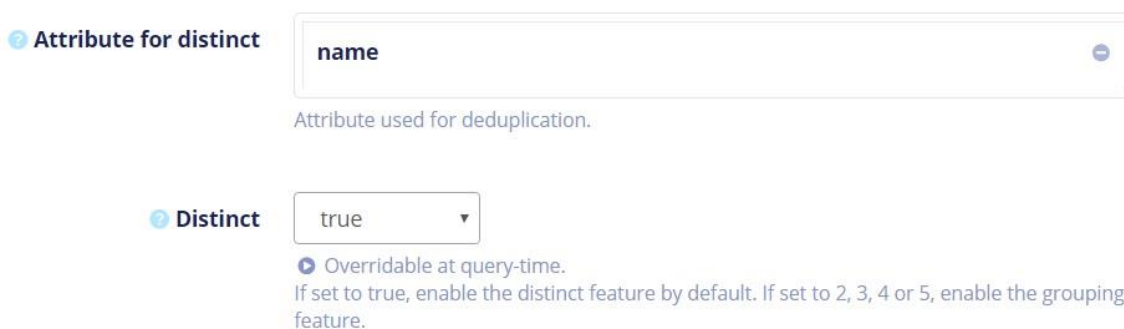 Attribute for distinct
name
Attribute used for deduplication.
Distinct
true
Overridable at query-time.
If set to true, enable the distinct feature by default. If set to 2, 3, 4 or 5, enable the grouping
feature.